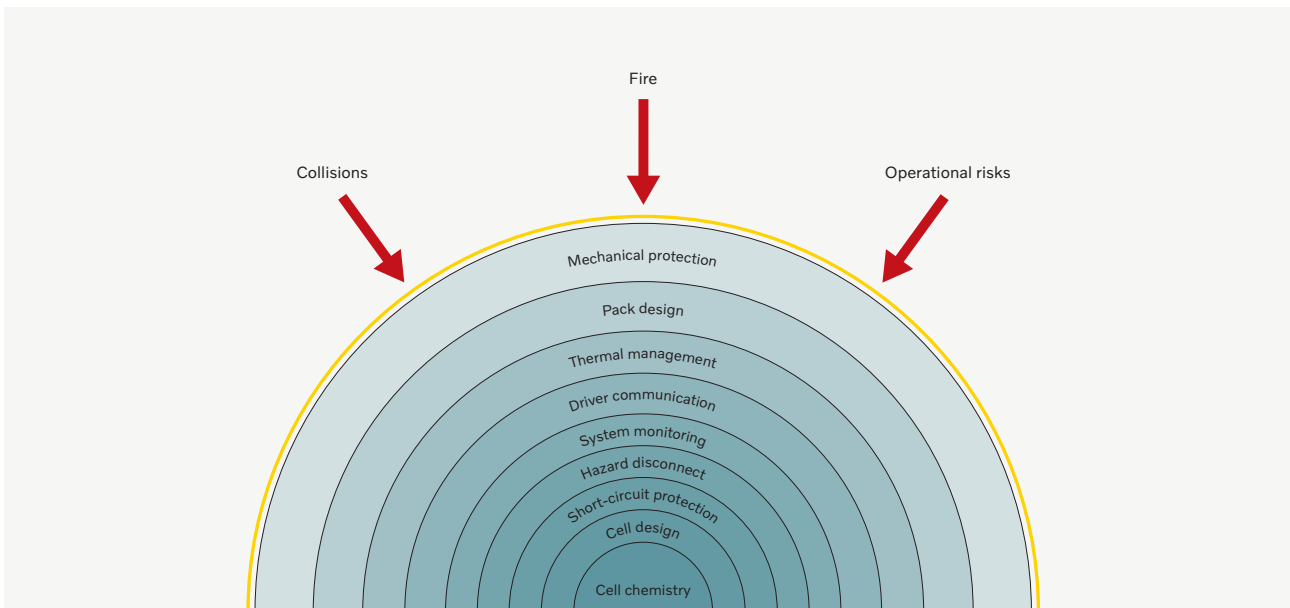 Fire
Collisions
Operational risks
Mechanical protection
Pack design
Thermal management
Driver communication
System monitoring
Hazard disconnect
Short-circuit protection
Cell design
Cell chemistry